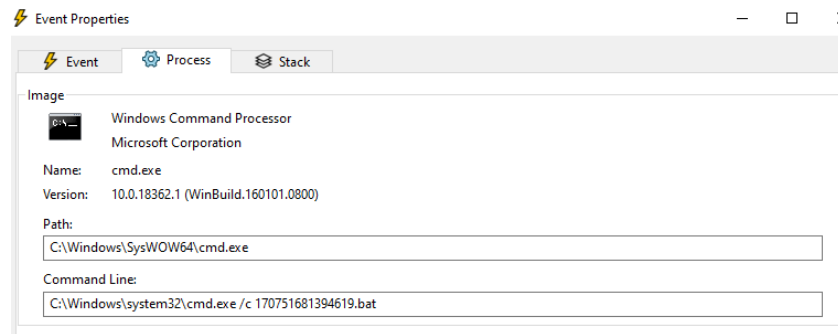 Event Properties
Event Process Stack
Image
C:\_
Windows Command Processor
Microsoft Corporation
Name: cmd.exe
Version: 10.0.18362.1 (WinBuild.160101.0800)
Path:
C:\Windows\SysWOW64\cmd.exe
Command Line:
C:\Windows\system32\cmd.exe /c 170751681394619.bat